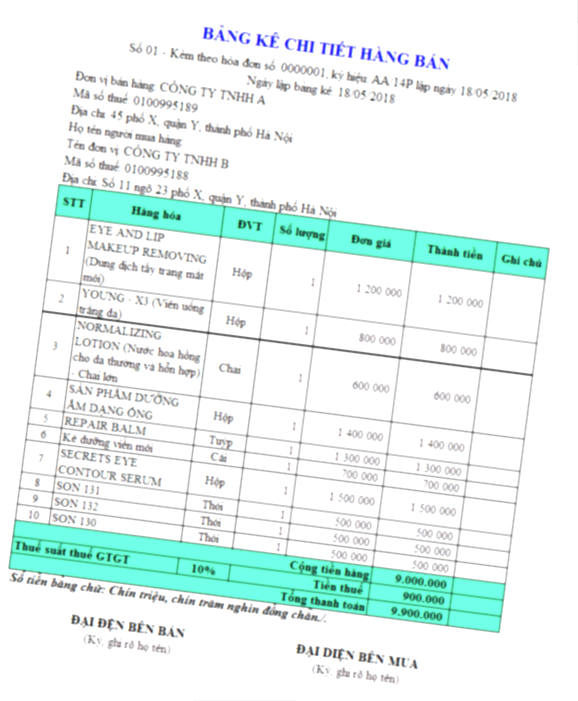 BẢNG KÊ CHI TIẾT HÀNG BÁN
Số 01 - Kèm theo hóa đơn số 0000001, ký hiệu AA/14P lập ngày 18/05/2018
Ngày lập bảng kê 18/05/2018
Đơn vị bán hàng: CÔNG TY TNHH A
Mã số thuế: 0100995189
Địa chỉ: 45 phố X, quận Y, thành phố Hà Nội
Họ tên người mua hàng:
Tên đơn vị: CÔNG TY TNHH B
Mã số thuế: 0100995188
Địa chỉ: Số 11 ngõ 23 phố X, quận Y, thành phố Hà Nội
STT Hàng hóa ĐVT Số lượng Đơn giá Thành tiền Ghi chú
1 EYE AND LIP MAKEUP REMOVING (Dung dịch tẩy trang mắt môi) Hộp 1 1 200 000 1 200 000
2 YOUNG - X3 (Viên uống trắng da) Hộp 1 800 000 800 000
3 NORMALIZING LOTION (Nước hoa hồng cho da thường và hỗn hợp) - Chai lớn Chai 1 600 000 600 000
4 SẢN PHẨM DƯỠNG ẨM DẠNG ỐNG Hộp 1 1 400 000 1 400 000
5 REPAIR BALM Tuýp 1 1 300 000 1 300 000
6 Kẻ đường viền môi Cái 1 700 000 700 000
7 SECRETS EYE CONTOUR SERUM Hộp 1 1 500 000 1 500 000
8 SON 131 Thỏi 1 500 000 500 000
9 SON 132 Thỏi 1 500 000 500 000
10 SON 130 Thỏi 1 500 000 500 000
Cộng tiền hàng 9.000.000
Thuế suất thuế GTGT 10% Tiền thuế 900.000
Tổng thanh toán 9.900.000
Số tiền bằng chữ: Chín triệu, chín trăm nghìn đồng chẵn./.
ĐẠI ĐIỆN BÊN BÁN
(Ký, ghi rõ họ tên)
ĐẠI DIỆN BÊN MUA
(Ký, ghi rõ họ tên)